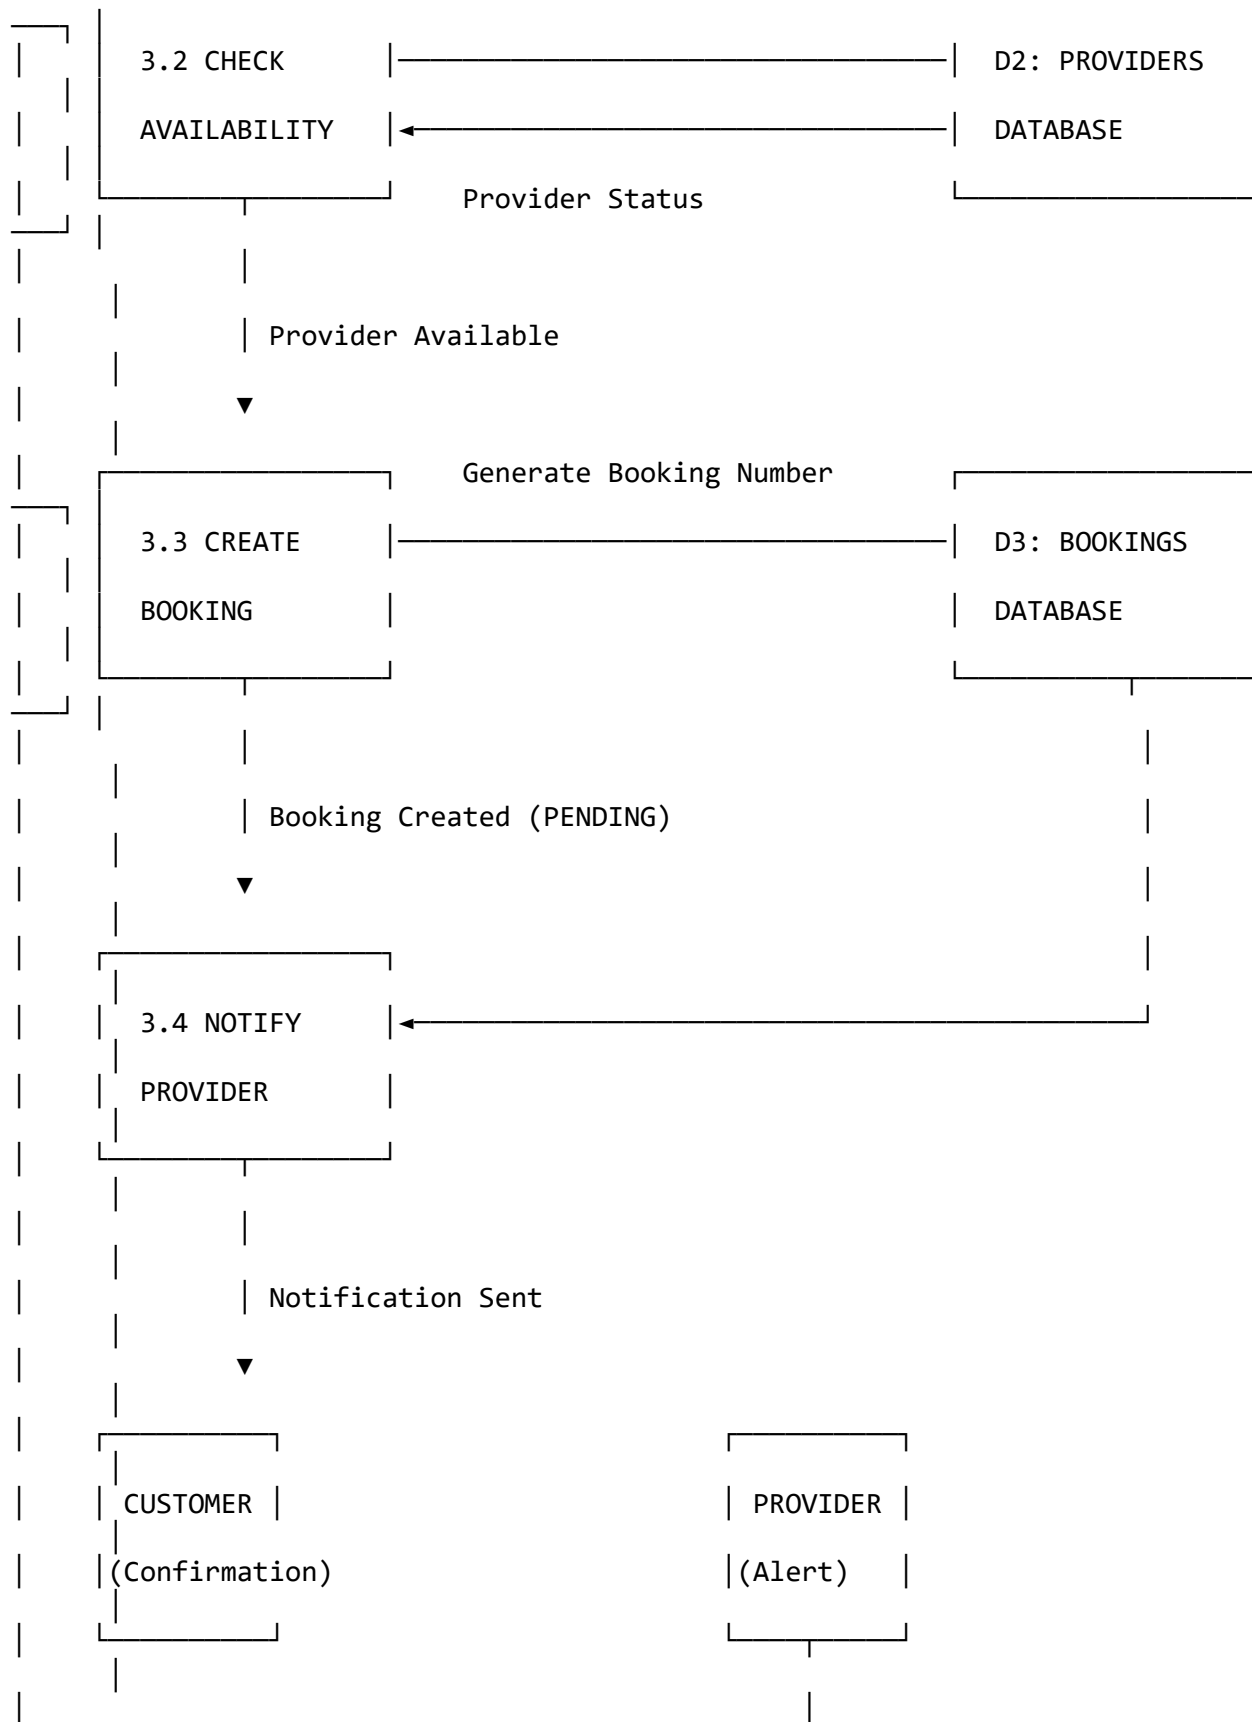 3.2 CHECK D2: PROVIDERS
AVAILABILITY DATABASE
Provider Status
Provider Available
Generate Booking Number
3.3 CREATE D3: BOOKINGS
BOOKING DATABASE
Booking Created (PENDING)
3.4 NOTIFY
PROVIDER
Notification Sent
CUSTOMER PROVIDER
(Confirmation) (Alert)